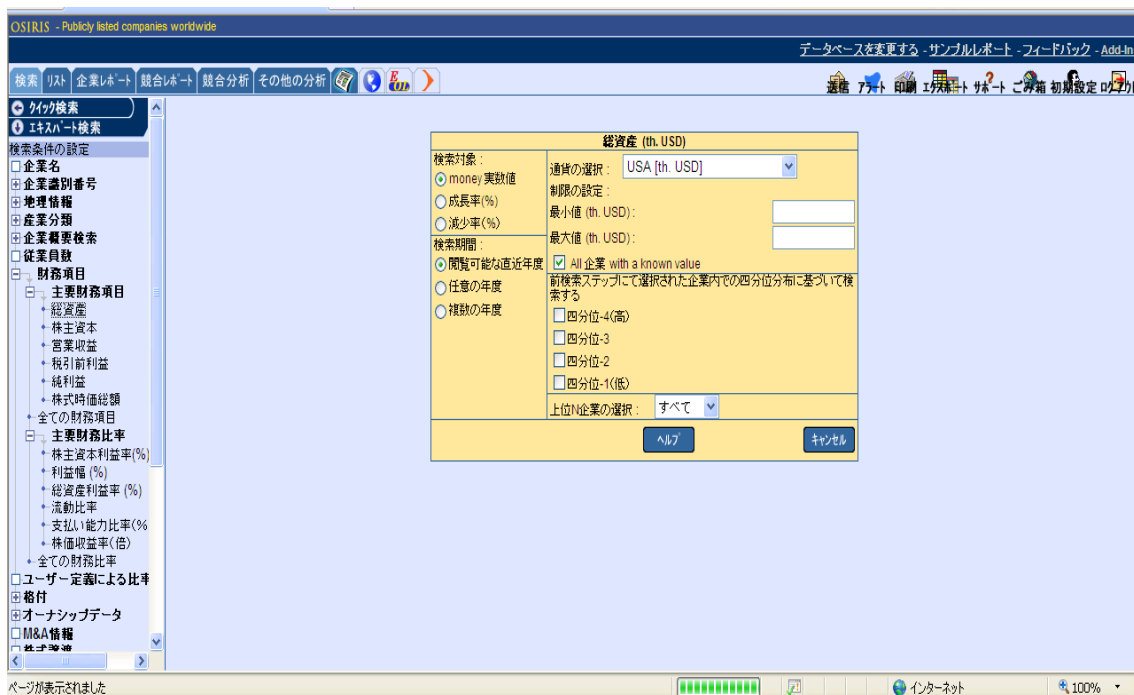 OSIRIS - Publicly listed companies worldwide
データベースを変更する - サンプルレポート - フィードバック - Add-In
検索 リスト 企業レポート 競合レポート 競合分析 その他の分析
送信 アラート 印刷 エクスポート サポート ごみ箱 初期設定 ログアウト
クイック検索
エキスパート検索
検索条件の設定
企業名
企業識別番号
地理情報
産業分類
企業概要検索
従業員数
財務項目
主要財務項目
総資産
株主資本
営業収益
税引前利益
純利益
株式時価総額
全ての財務項目
主要財務比率
株主資本利益率(%)
利益幅 (%)
総資産利益率 (%)
流動比率
支払い能力比率(%
株価収益率(倍)
全ての財務比率
ユーザー定義による比率
格付
オーナシップデータ
M&A情報
株式譲渡
総資産 (th. USD)
検索対象 :
money 実数値
成長率(%)
減少率(%)
検索期間 :
閲覧可能な直近年度
任意の年度
複数の年度
通貨の選択 : USA [th. USD]
制限の設定 :
最小値 (th. USD) :
最大値 (th. USD) :
All 企業 with a known value
前検索ステップにて選択された企業内での四分位分布に基づいて検
索する
四分位-4(高)
四分位-3
四分位-2
四分位-1(低)
上位N企業の選択 : すべて
ヘルプ キャンセル
ページが表示されました インターネット 100%